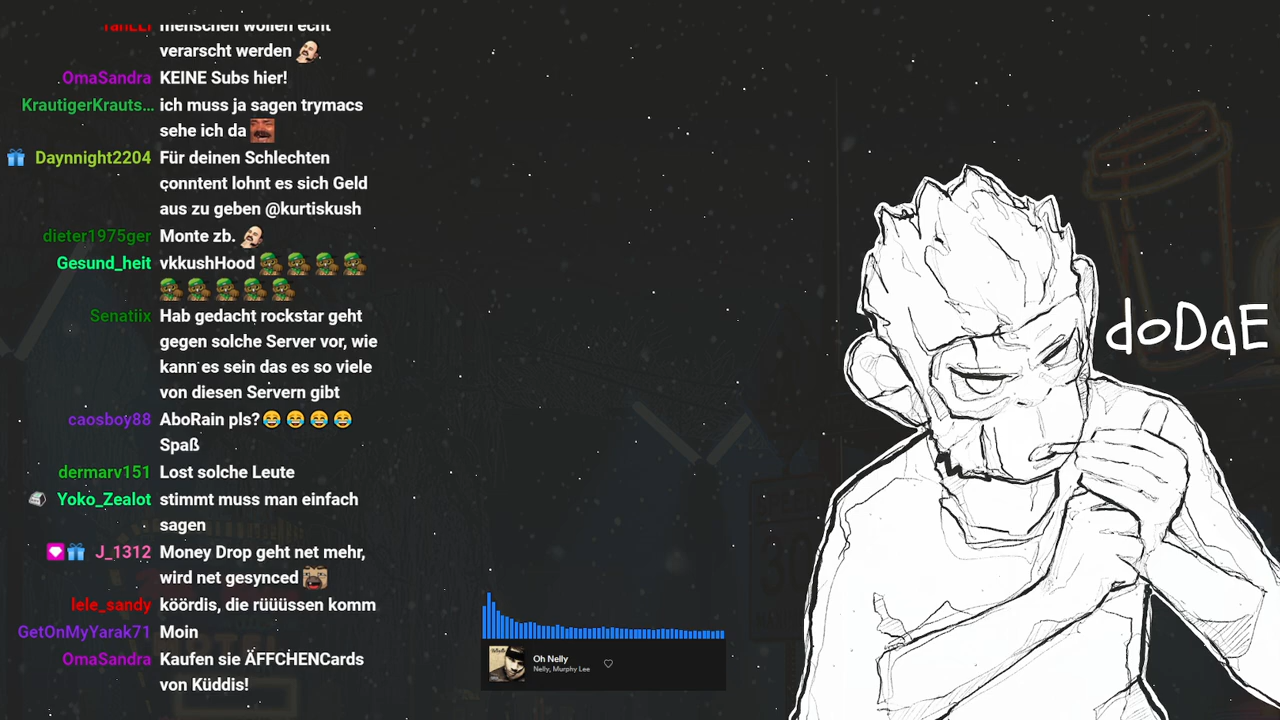 menschen wollen echt
verarscht werden
OmaSandra KEINE Subs hier!
KrautigerKrauts… ich muss ja sagen trymacs
sehe ich da
Daynnight2204 Für deinen Schlechten
conntent lohnt es sich Geld
aus zu geben @kurtiskush
dieter1975ger Monte zb.
Gesund_heit vkkushHood
Senatiix Hab gedacht rockstar geht
gegen solche Server vor, wie
kann es sein das es so viele
von diesen Servern gibt
caosboy88 AboRain pls?😂 😂 😂 😂
Spaß
dermarv151 Lost solche Leute
Yoko_Zealot stimmt muss man einfach
sagen
J_1312 Money Drop geht net mehr,
wird net gesynced
lele_sandy köördis, die rüüüssen komm
GetOnMyYarak71 Moin
OmaSandra Kaufen sie ÄFFCHENCards
von Küddis!
doDaE
Oh Nelly
Nelly, Murphy Lee